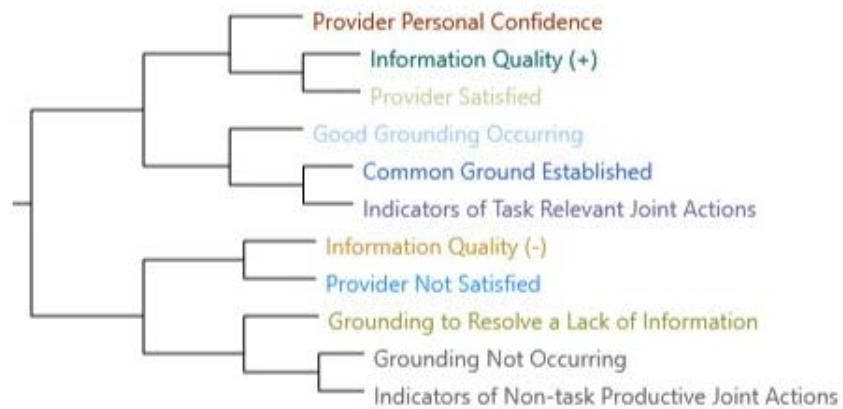 Provider Personal Confidence
Information Quality (+)
Provider Satisfied
Good Grounding Occurring
Common Ground Established
Indicators of Task Relevant Joint Actions
Information Quality (-)
Provider Not Satisfied
Grounding to Resolve a Lack of Information
Grounding Not Occurring
Indicators of Non-task Productive Joint Actions